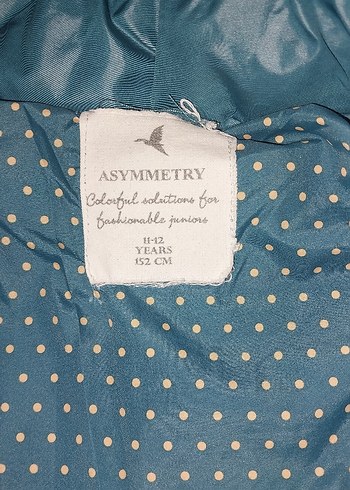 ASYMMETRY
Colorful solutions for
fashionable juniors
11-12
YEARS
152 CM